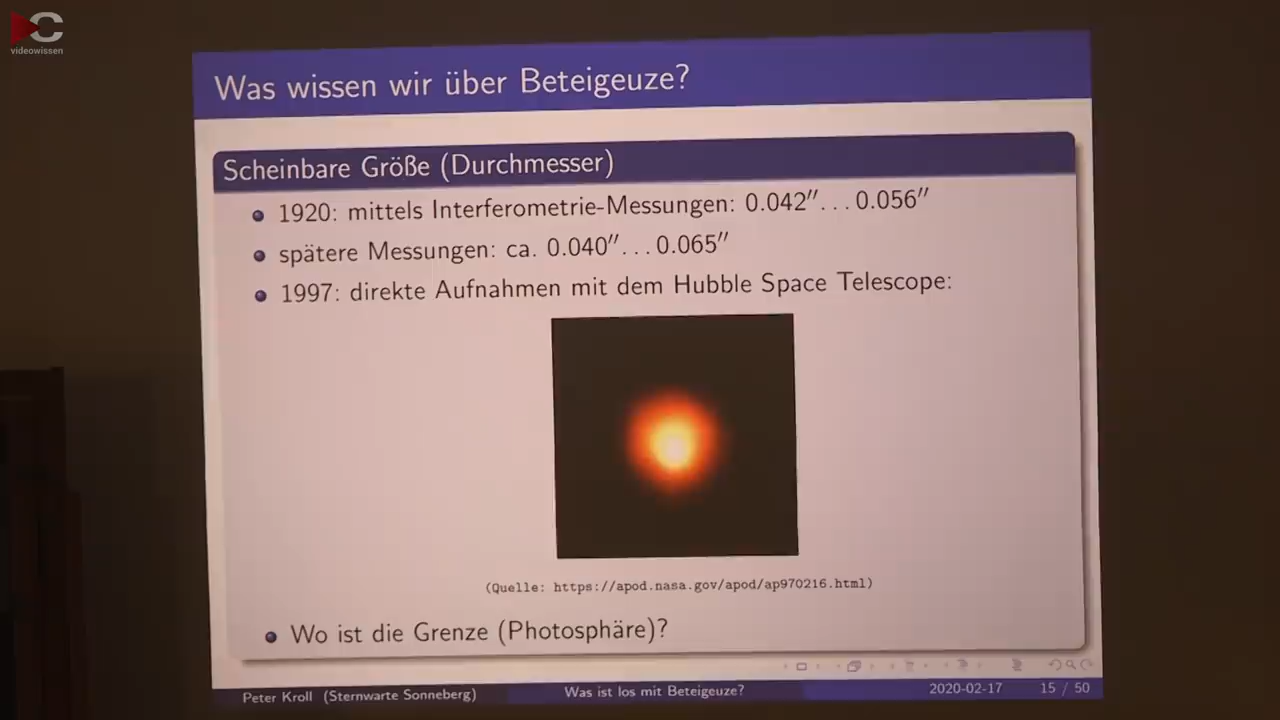 videowissen
Was wissen wir über Beteigeuze?
Scheinbare Größe (Durchmesser)
1920: mittels Interferometrie-Messungen: 0.042″...0.056″
spätere Messungen: ca. 0.040″...0.065″
1997: direkte Aufnahmen mit dem Hubble Space Telescope:
(Quelle: https://apod.nasa.gov/apod/ap970216.html)
Wo ist die Grenze (Photosphäre)?
Peter Kroll (Sternwarte Sonneberg) Was ist los mit Beteigeuze? 2020-02-17 15 / 50